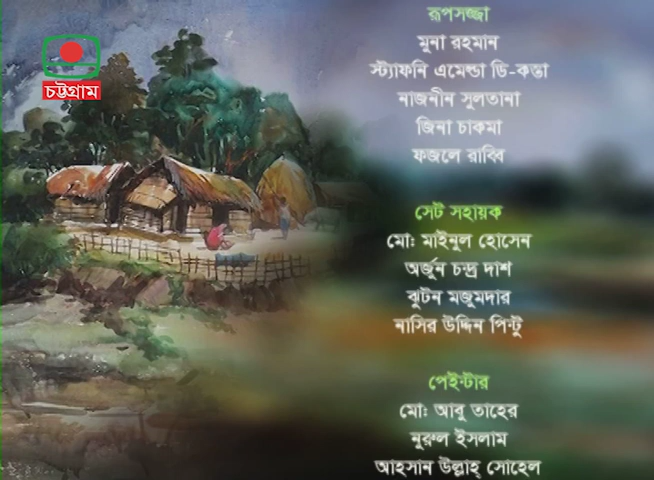 চট্টগ্রাম
রূপসজ্জা
মুনা রহমান
স্ট্যাফনি এমেল্ডা ডি-কস্তা
নাজনীন সুলতানা
জিনা চাকমা
ফজলে রাব্বি
সেট সহায়ক
মো: মাইনুল হোসেন
অর্জুন চন্দ্র দাশ
ঝুটন মজুমদার
নাসির উদ্দিন পিন্টু
পেইন্টার
মো: আবু তাহের
নুরুল ইসলাম
আহসান উল্লাহ্ সোহেল